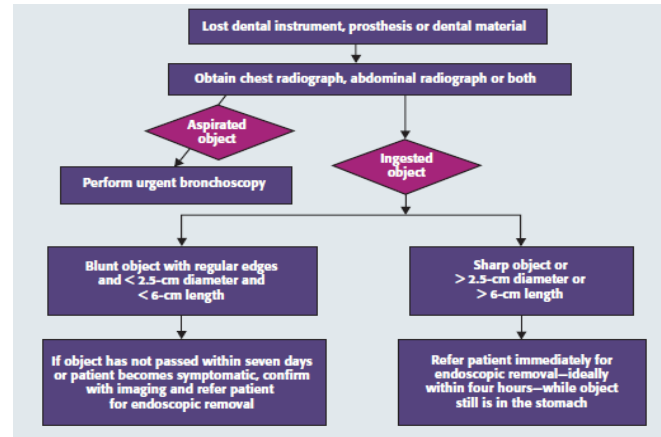 Lost dental instrument, prosthesis or dental material
Obtain chest radiograph, abdominal radiograph or both
Aspirated
object
Ingested
object
Perform urgent bronchoscopy
Blunt object with regular edges
and < 2.5-cm diameter and
< 6-cm length
Sharp object or
> 2.5-cm diameter or
> 6-cm length
If object has not passed within seven days
or patient becomes symptomatic, confirm
with imaging and refer patient
for endoscopic removal
Refer patient immediately for
endoscopic removal—ideally
within four hours—while object
still is in the stomach